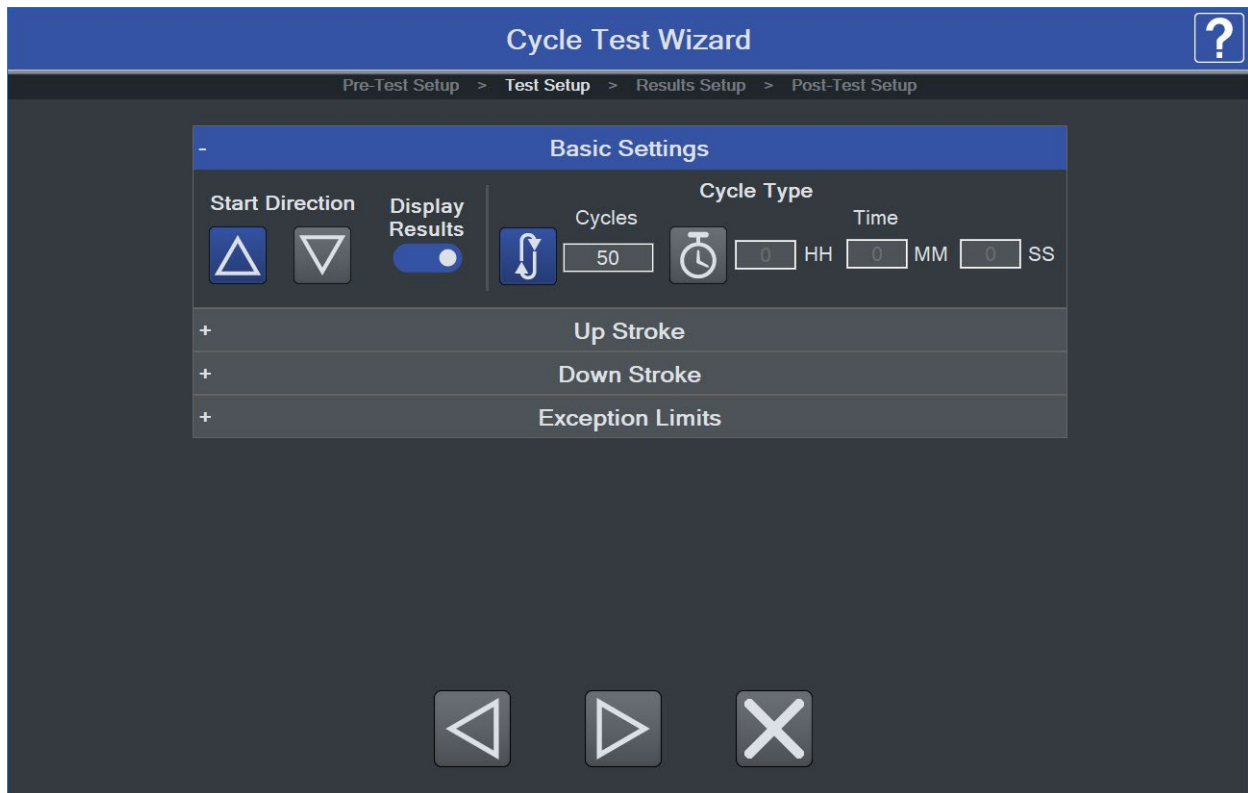 Cycle Test Wizard
?
Pre-Test Setup > Test Setup > Results Setup > Post-Test Setup
- Basic Settings
Start Direction
Display
Results
Cycle Type
Cycles
Time
50
0 HH 0 MM 0 SS
+ Up Stroke
+ Down Stroke
+ Exception Limits